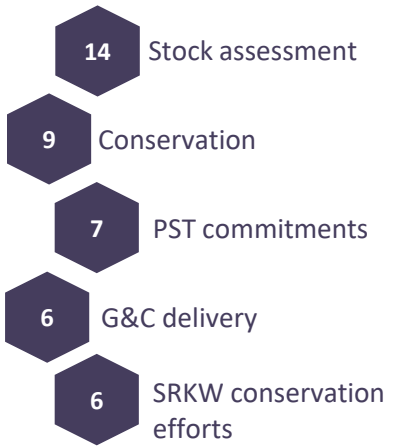 14 Stock assessment
9 Conservation
7 PST commitments
6 G&C delivery
6 SRKW conservation
efforts